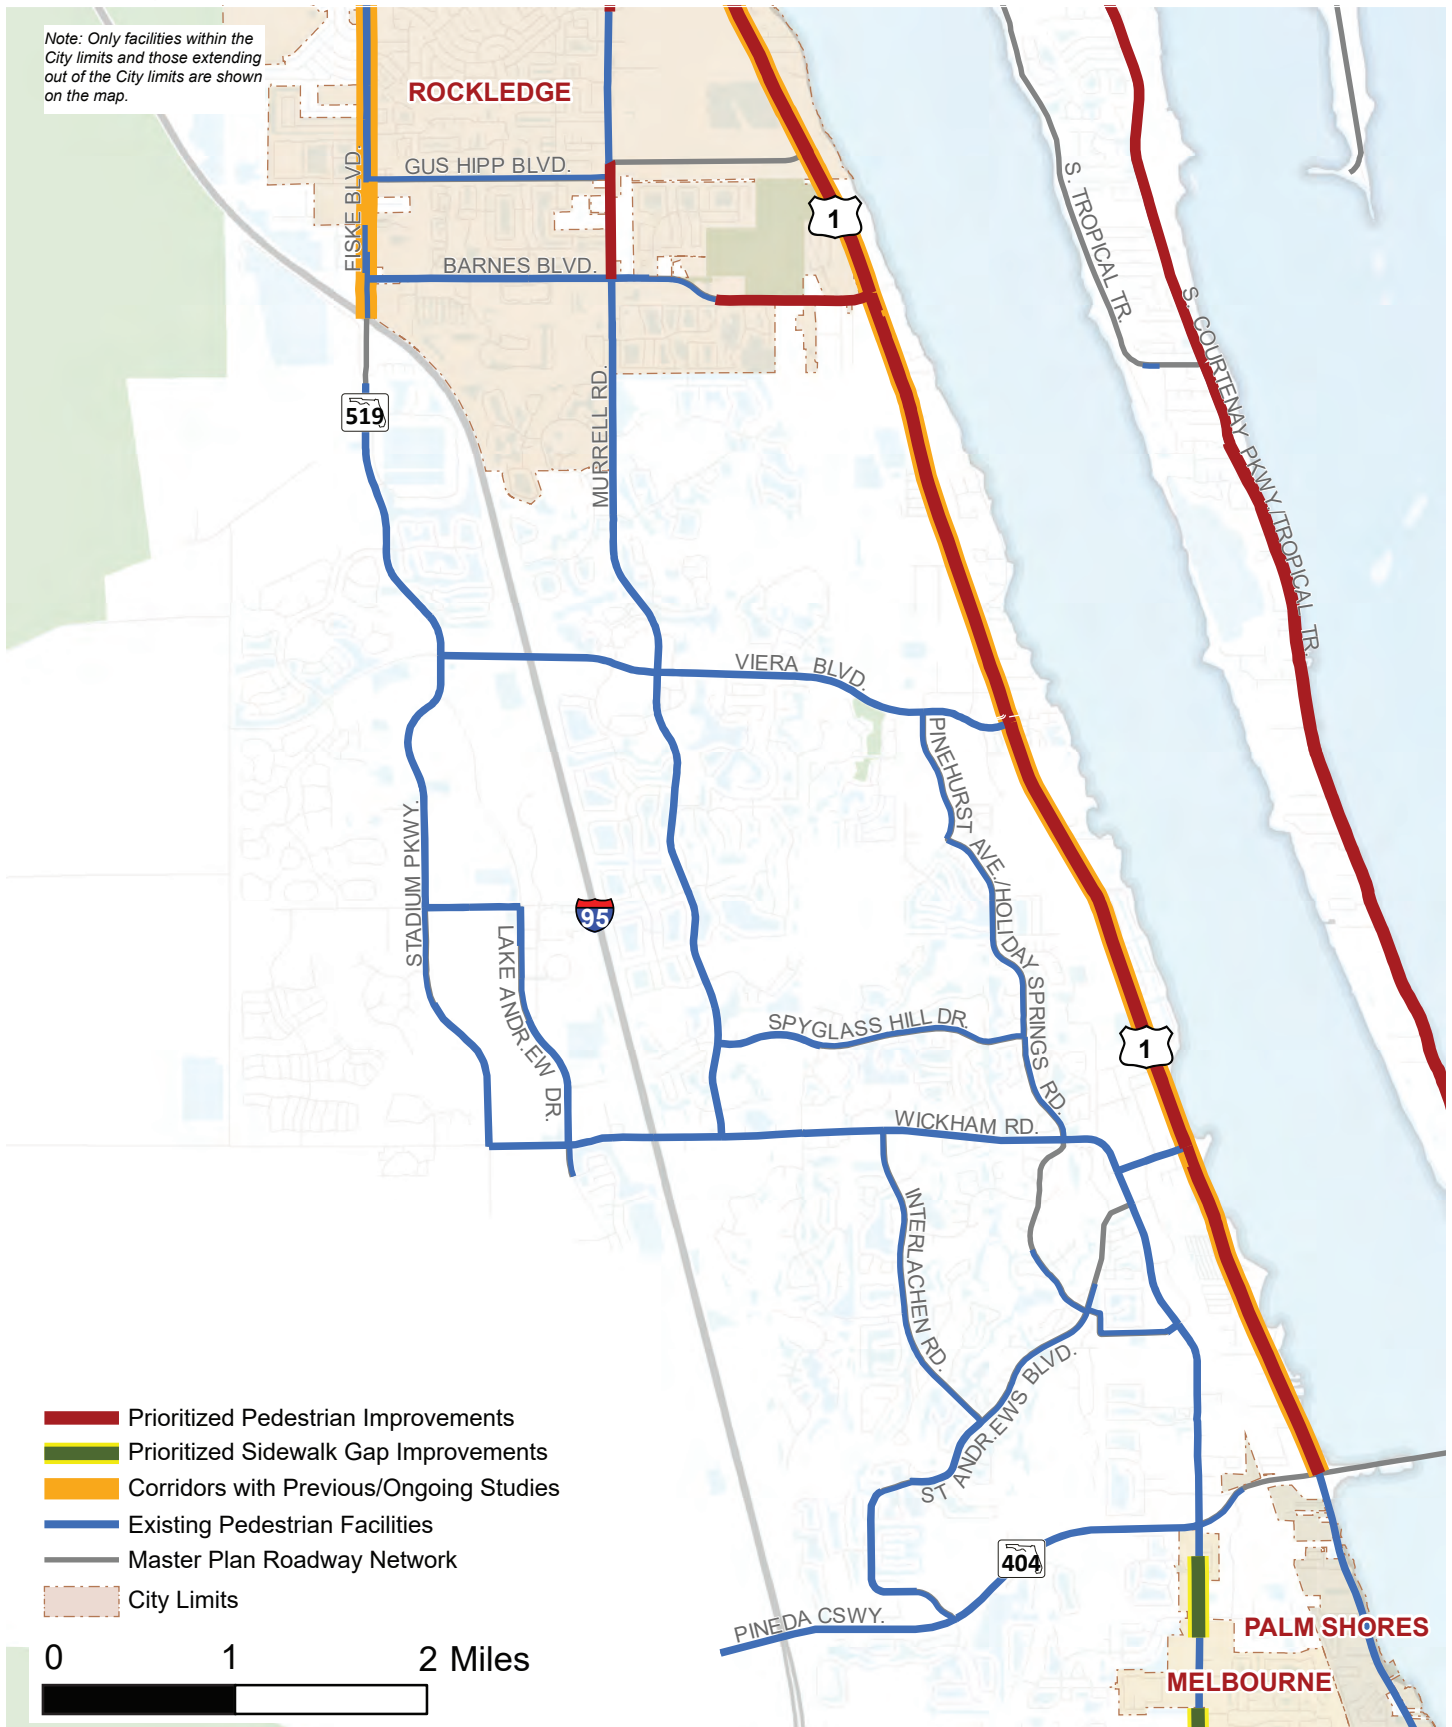 Note: Only facilities within the
City limits and those extending
out of the City limits are shown
on the map.
ROCKLEDGE
GUS HIPP BLVD.
FISKE BLVD.
BARNES BLVD.
1
S. TROPICAL TR.
S. COURTENAY PKWY./TROPICAL TR.
519
MURRELL RD.
VIERA BLVD.
PINEHURST AVE./HOLIDAY SPRINGS RD.
STADIUM PKWY.
95
LAKE ANDR.EW DR.
SPYGLASS HILL DR.
1
WICKHAM RD.
INTERLACHEN RD.
ST ANDR.EWS BLVD.
404
PINEDA CSWY.
PALM SHORES
MELBOURNE
Prioritized Pedestrian Improvements
Prioritized Sidewalk Gap Improvements
Corridors with Previous/Ongoing Studies
Existing Pedestrian Facilities
Master Plan Roadway Network
City Limits
0 1 2 Miles